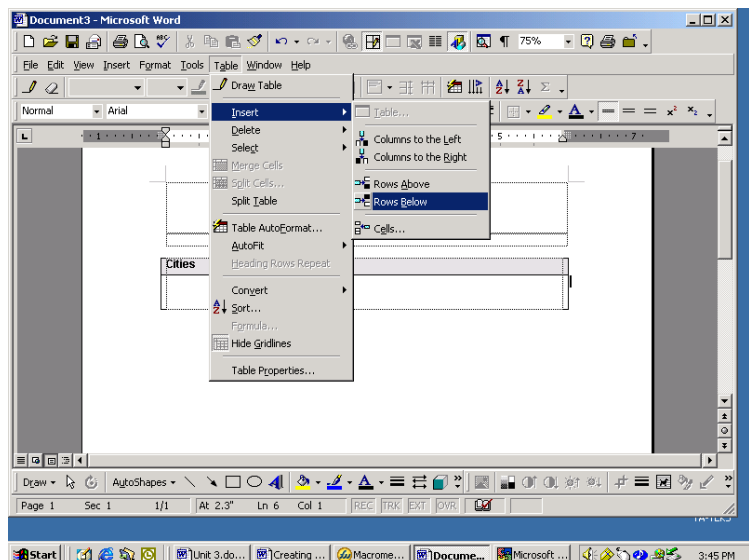 Document3 - Microsoft Word
75%
File Edit View Insert Format Tools Table Window Help
Normal Arial
1 5 7
Draw Table
Insert
Delete
Select
Merge Cells
Split Cells...
Split Table
Table AutoFormat...
AutoFit
Heading Rows Repeat
Convert
Sort...
Formula...
Hide Gridlines
Table Properties...
Table...
Columns to the Left
Columns to the Right
Rows Above
Rows Below
Cells...
Cities
Draw AutoShapes
Page 1 Sec 1 1/1 At 2.3" Ln 6 Col 1 REC TRK EXT OVR
Start Unit 3.do... Creating ... Macrome... Docume... Microsoft ... 3:45 PM